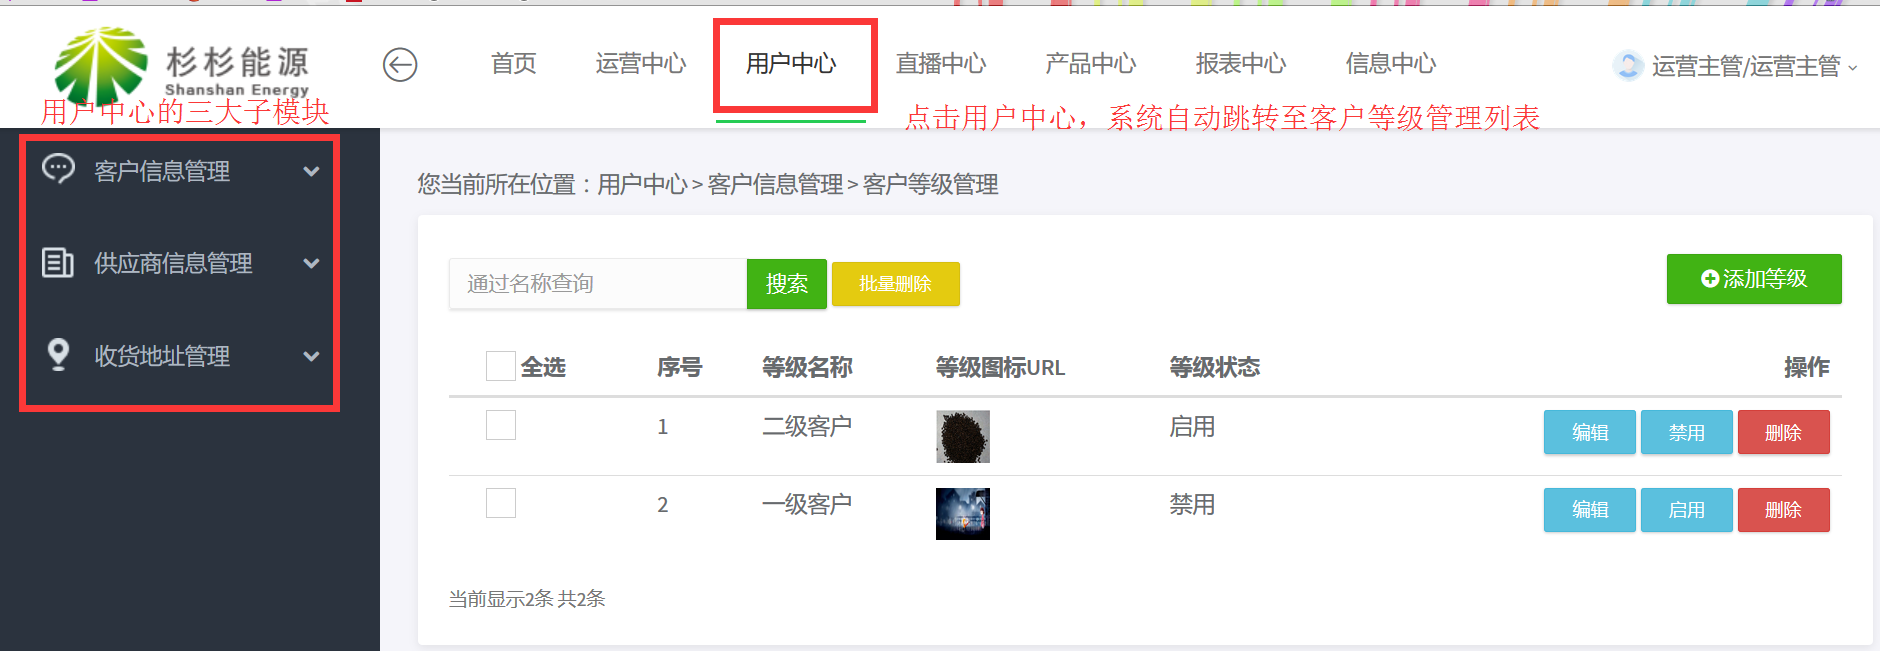 杉杉能源
Shanshan Energy
首页 运营中心 用户中心 直播中心 产品中心 报表中心 信息中心
运营主管/运营主管
用户中心的三大子模块
点击用户中心，系统自动跳转至客户等级管理列表
客户信息管理
供应商信息管理
收货地址管理
您当前所在位置：用户中心 > 客户信息管理 > 客户等级管理
通过名称查询 搜索 批量删除 添加等级
全选 序号 等级名称 等级图标URL 等级状态 操作
1 二级客户 启用 编辑 禁用 删除
2 一级客户 禁用 编辑 启用 删除
当前显示2条 共2条